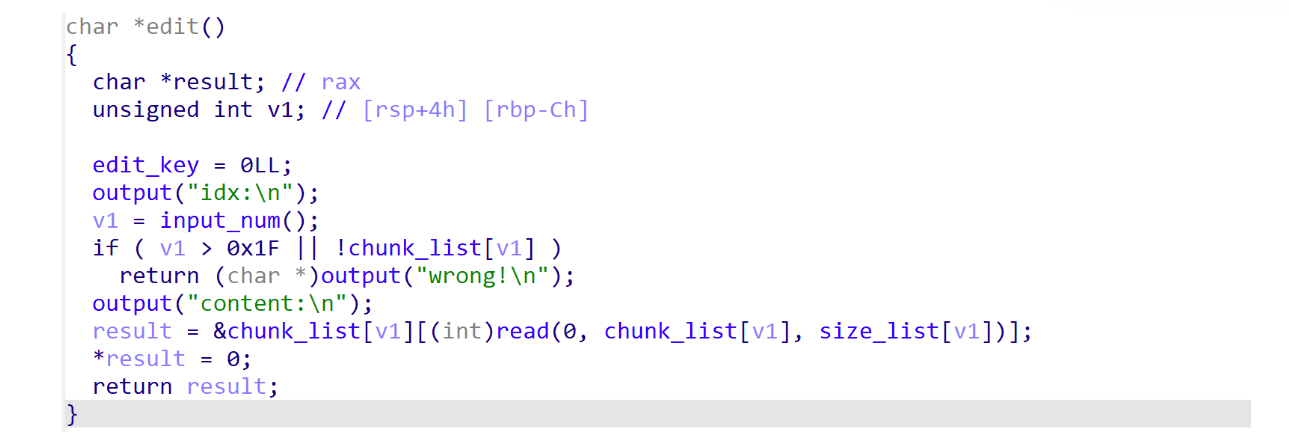 char *edit()
{
  char *result; // rax
  unsigned int v1; // [rsp+4h] [rbp-Ch]

  edit_key = 0LL;
  output("idx:\n");
  v1 = input_num();
  if ( v1 > 0x1F || !chunk_list[v1] )
    return (char *)output("wrong!\n");
  output("content:\n");
  result = &chunk_list[v1][(int)read(0, chunk_list[v1], size_list[v1])];
  *result = 0;
  return result;
}